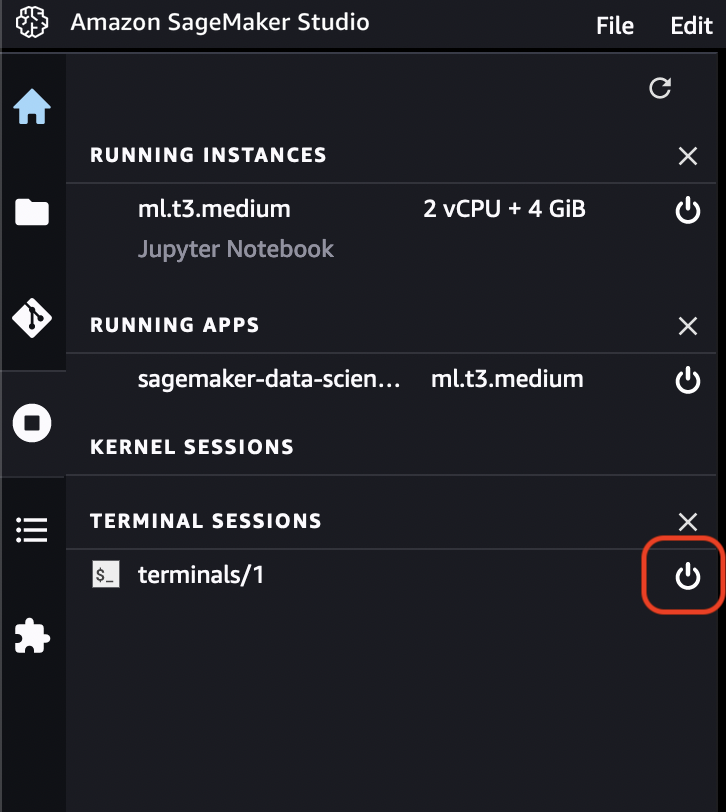 Amazon SageMaker Studio File Edit
RUNNING INSTANCES
ml.t3.medium 2 vCPU + 4 GiB
Jupyter Notebook
RUNNING APPS
sagemaker-data-scien... ml.t3.medium
KERNEL SESSIONS
TERMINAL SESSIONS
$_ terminals/1